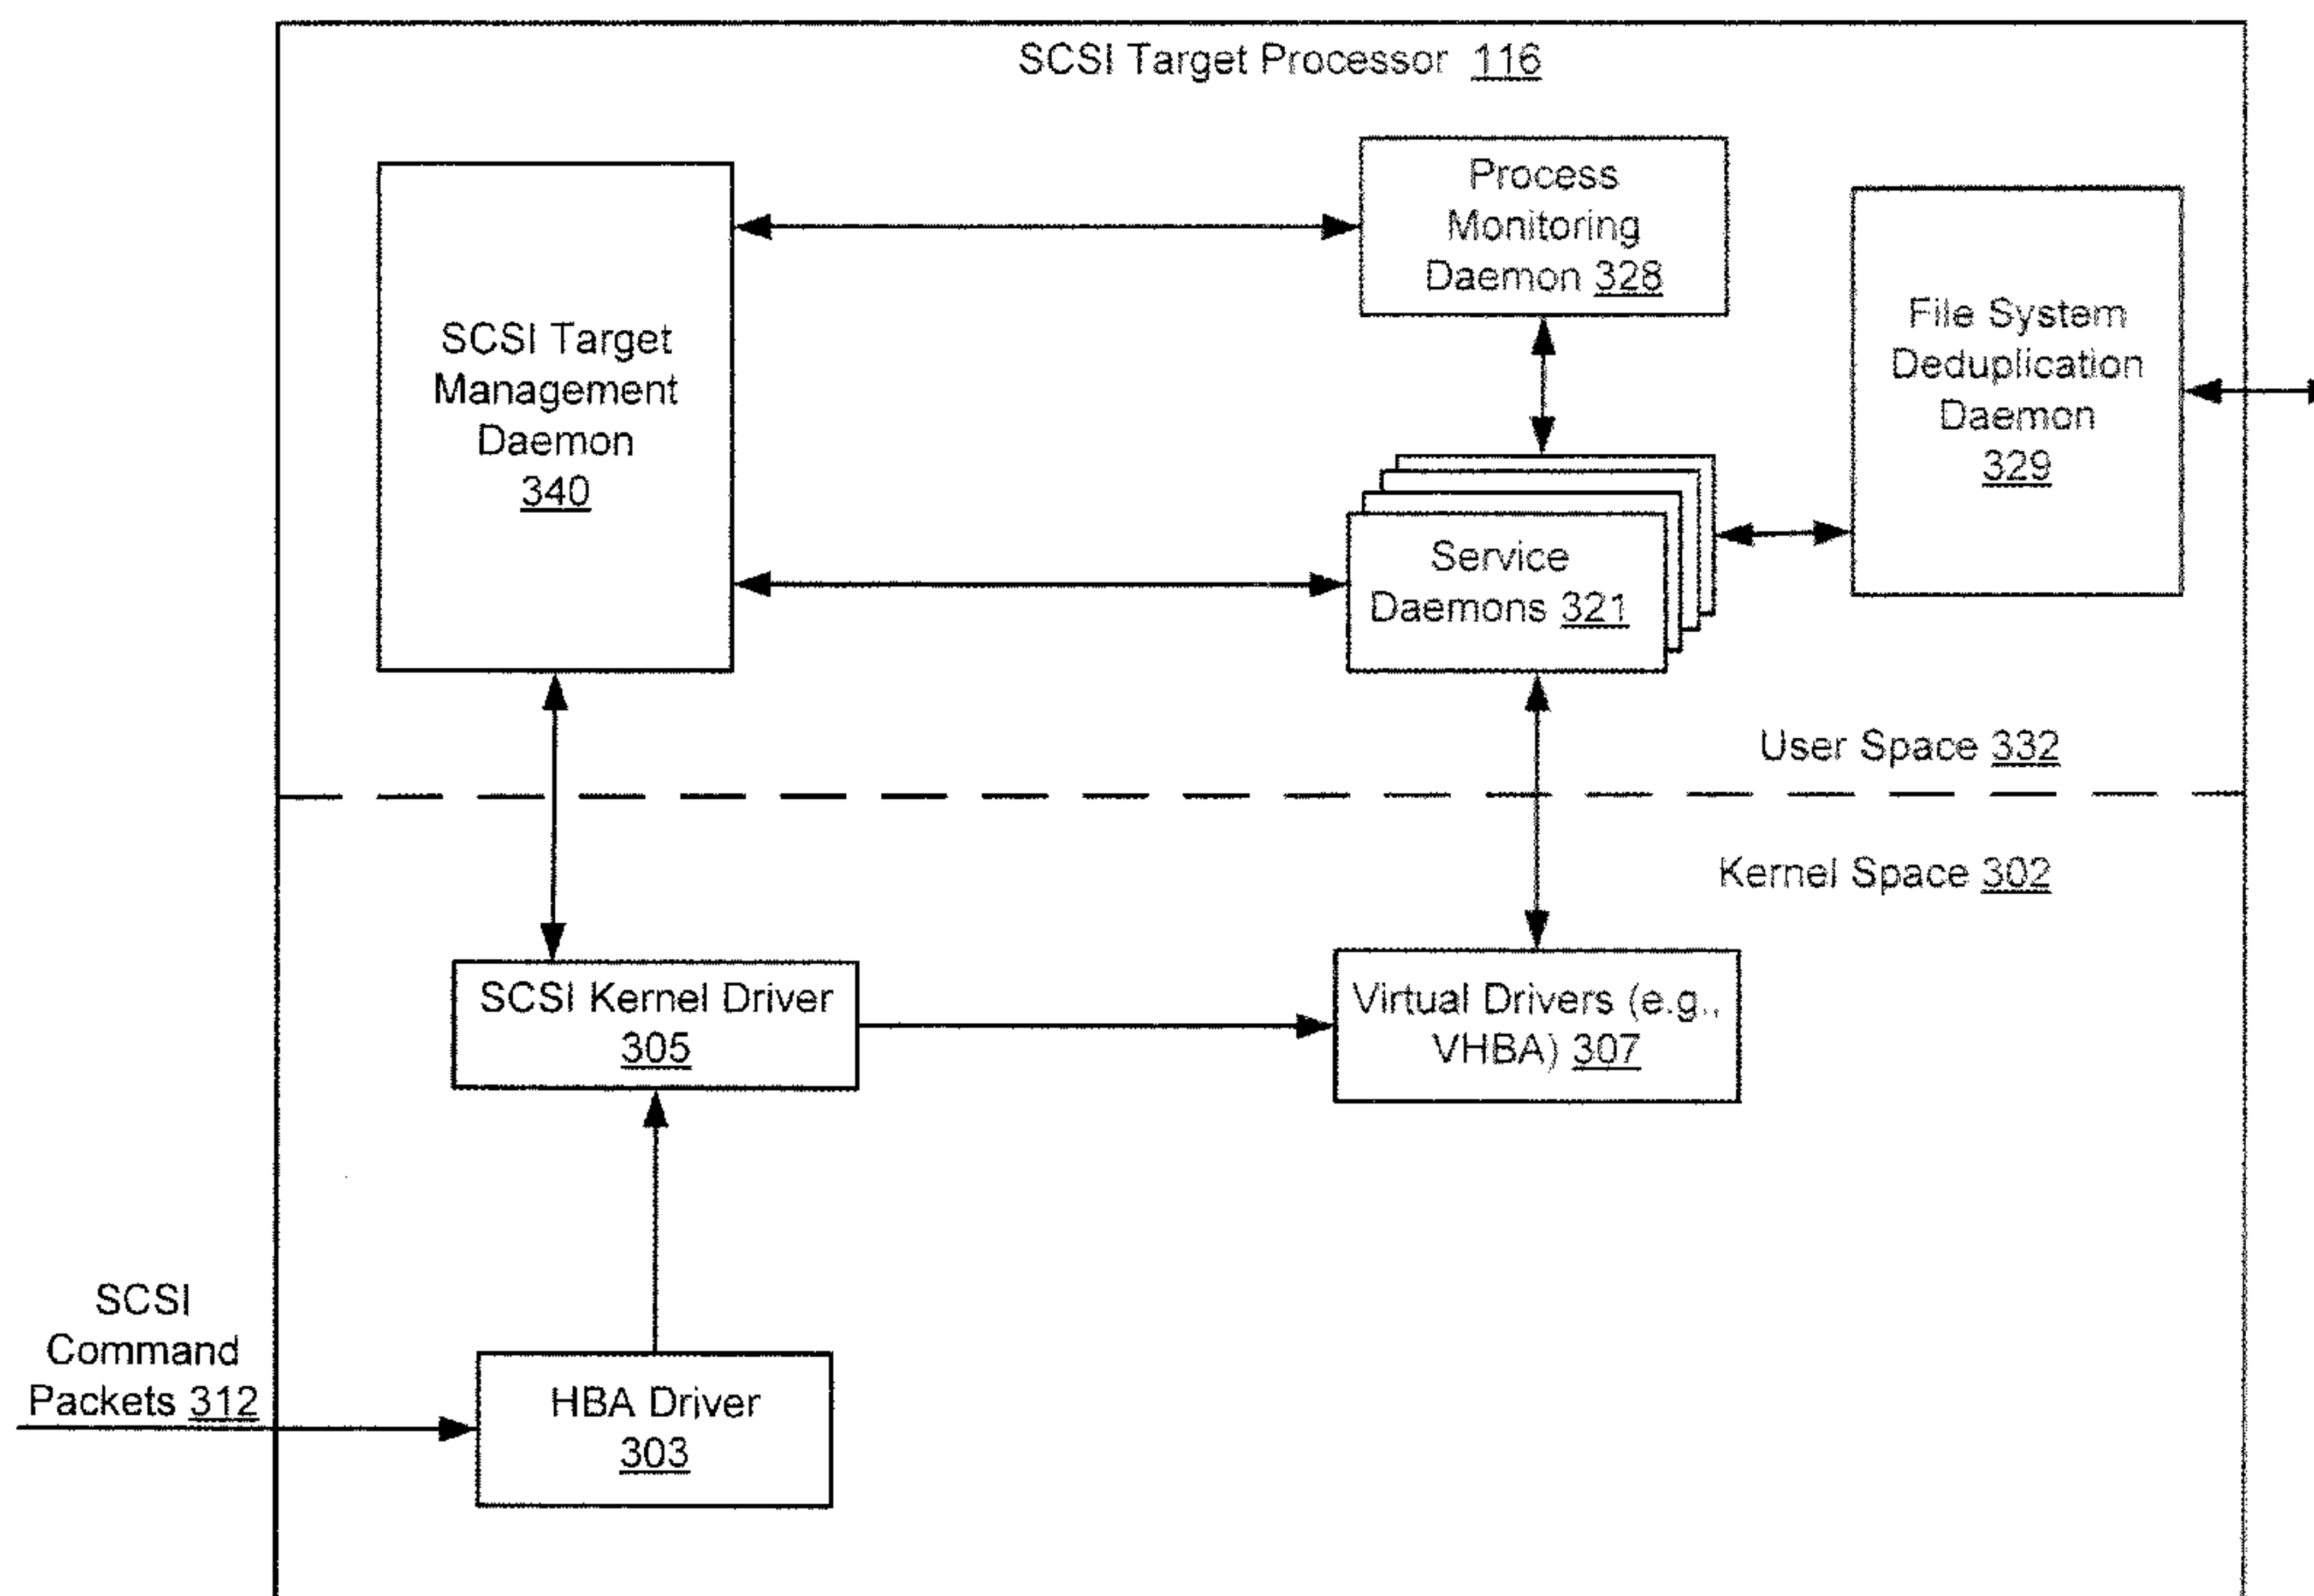 SCSI Target Processor 116
Process
Monitoring
Daemon 328
SCSI Target
Management
Daemon
340
File System
Deduplication
Daemon
329
Service
Daemons 321
User Space 332
Kernel Space 302
SCSI Kernel Driver
305
Virtual Drivers (e.g.,
VHBA) 307
SCSI
Command
Packets 312
HBA Driver
303